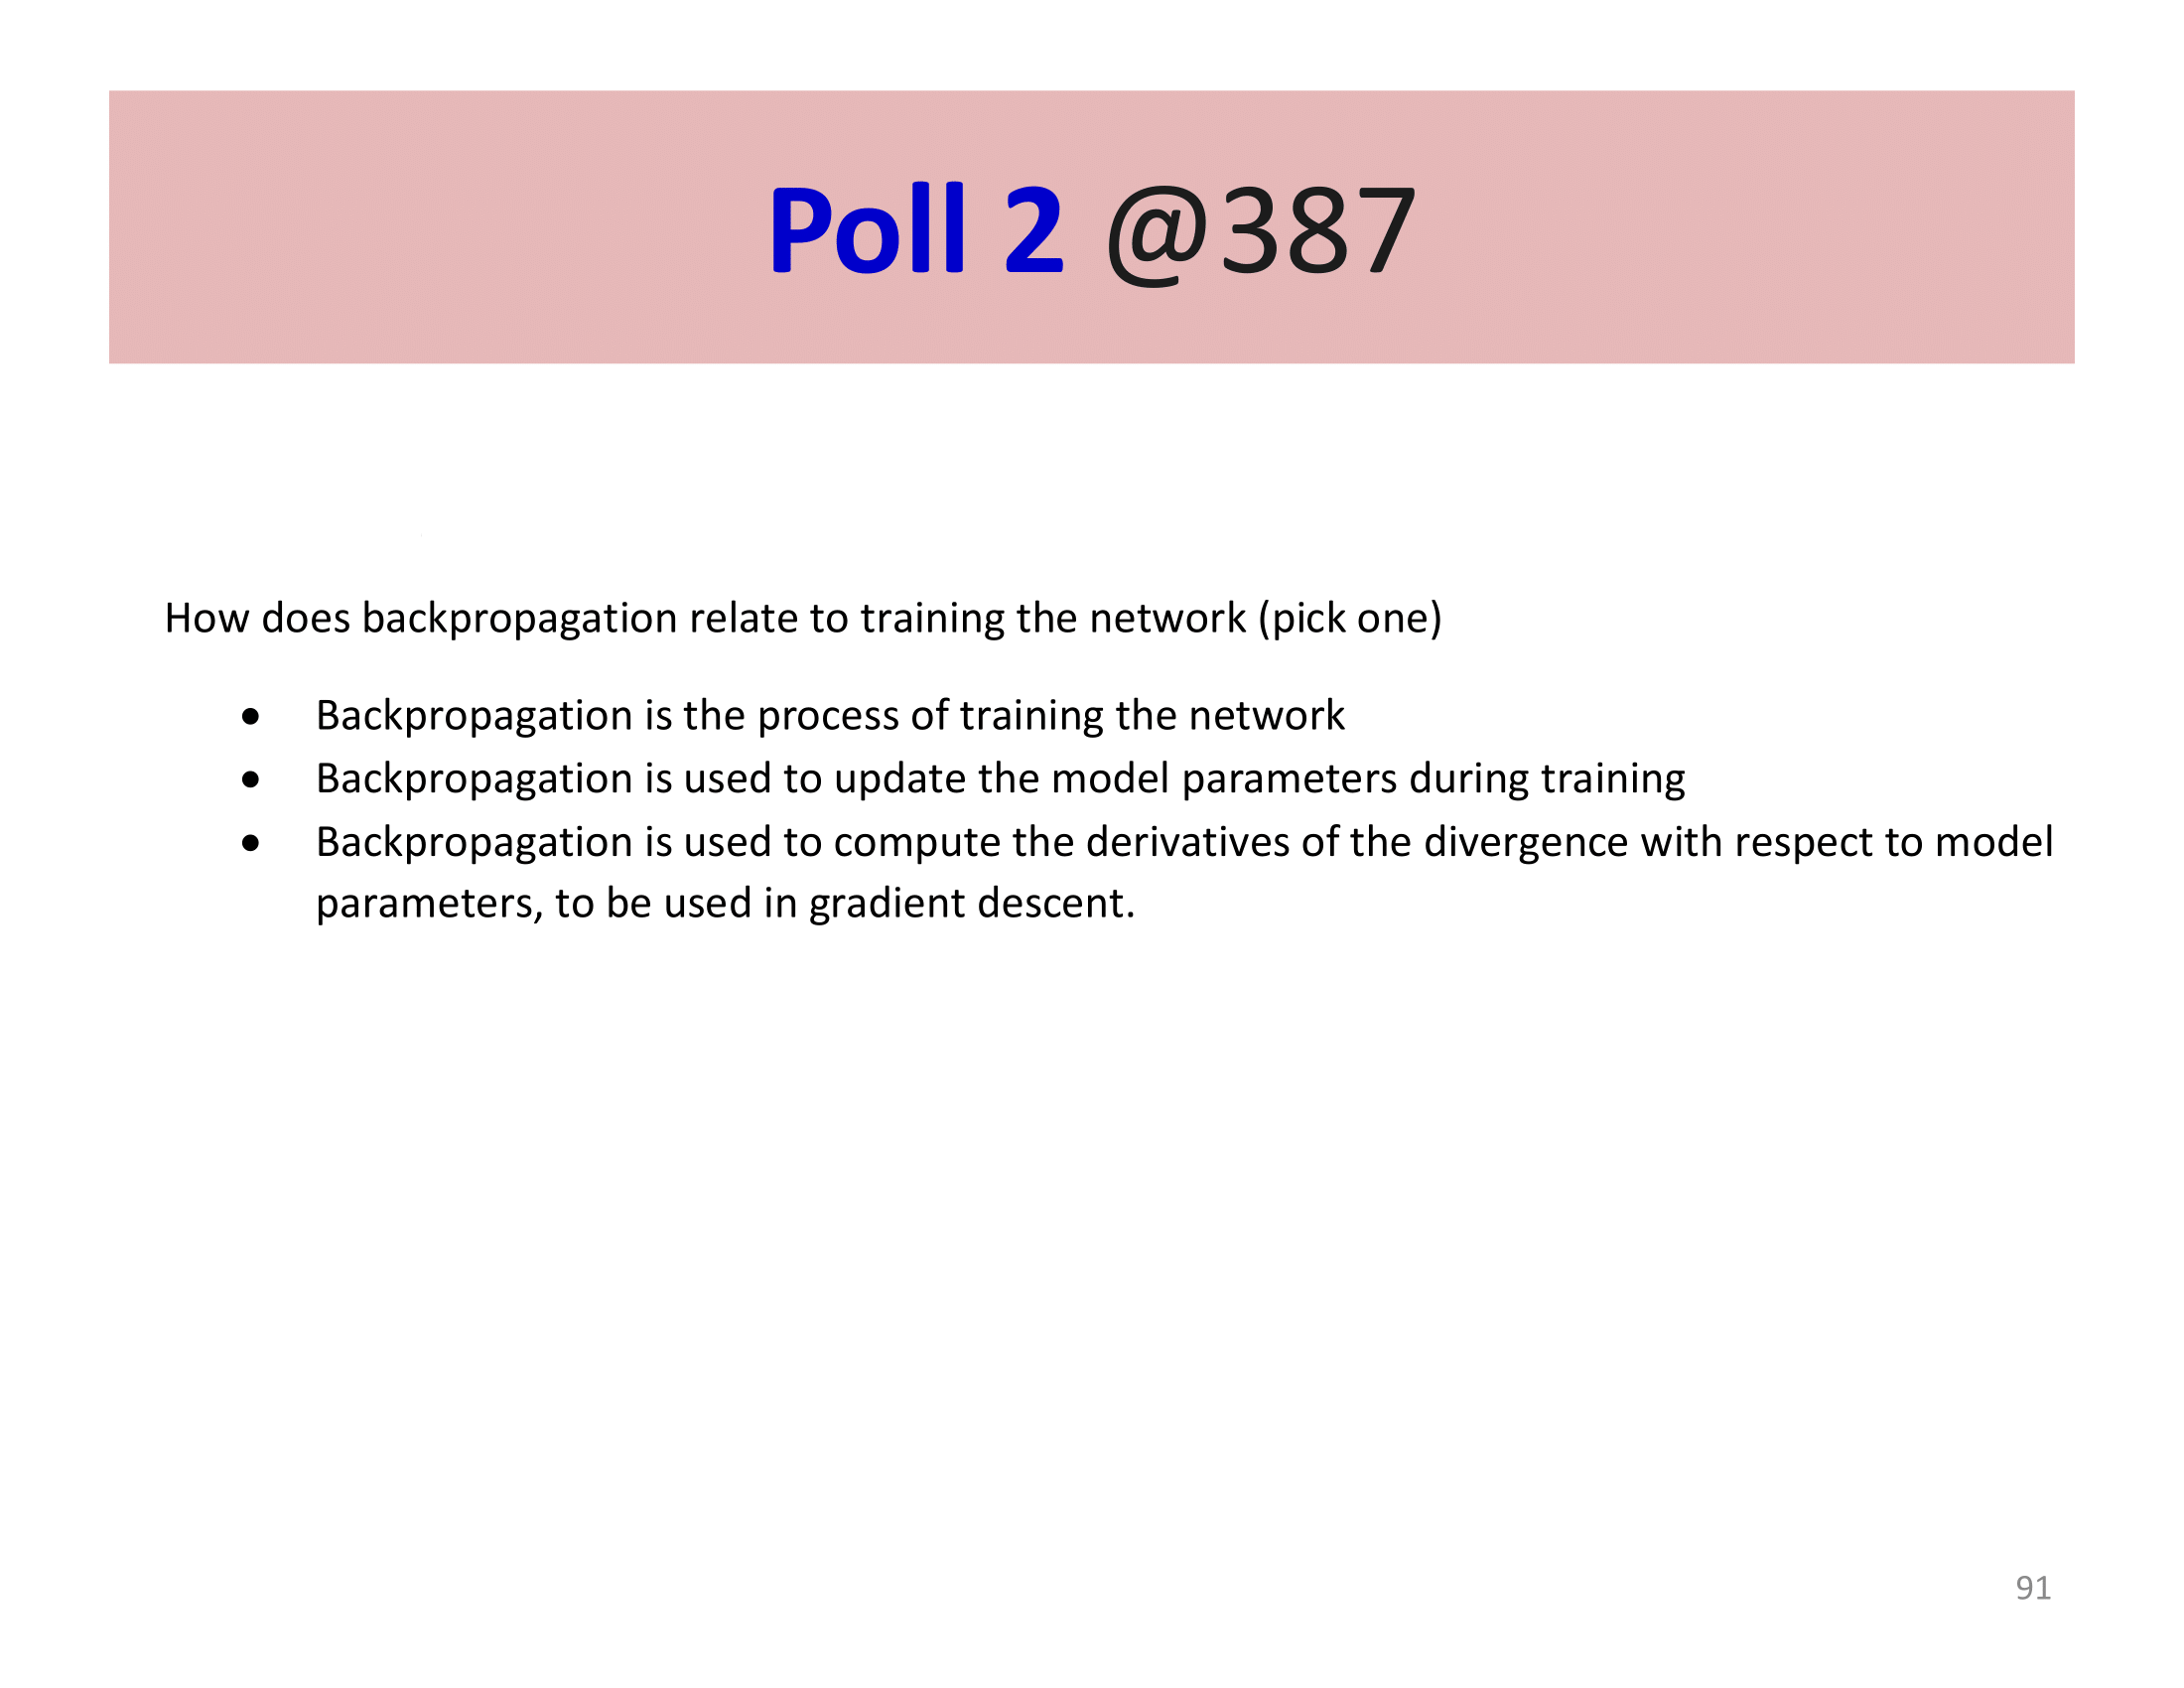 Poll 2 @387
How does backpropagation relate to training the network (pick one)
● Backpropagation is the process of training the network
● Backpropagation is used to update the model parameters during training
● Backpropagation is used to compute the derivatives of the divergence with respect to model
parameters, to be used in gradient descent.
91